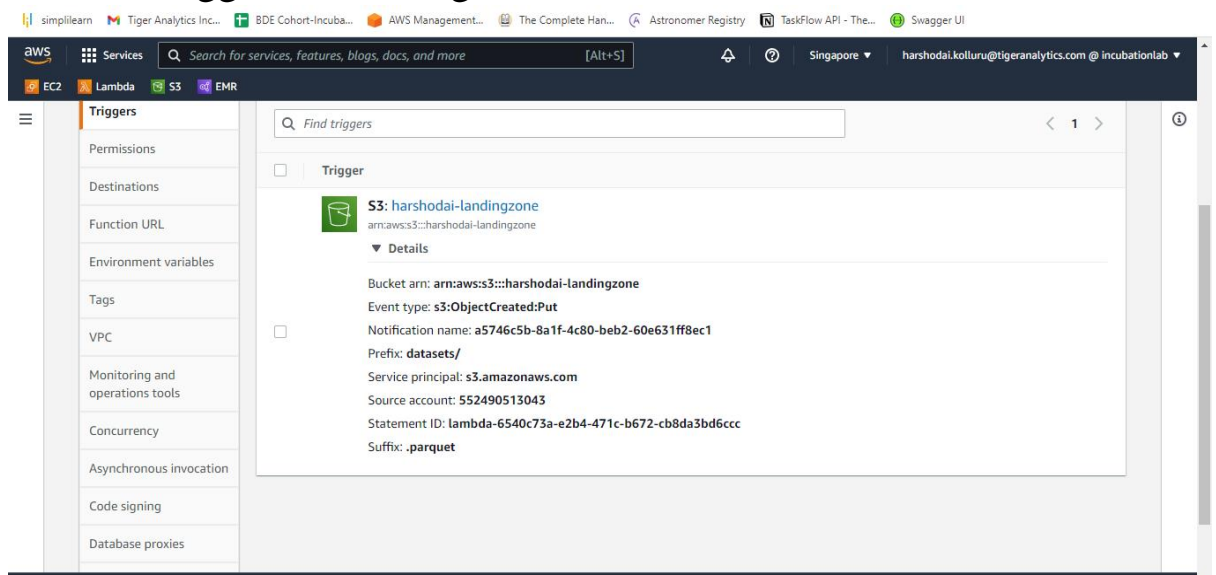 simplilearn Tiger Analytics Inc... BDE Cohort-Incuba... AWS Management... The Complete Han... Astronomer Registry TaskFlow API - The... Swagger UI
aws Services Search for services, features, blogs, docs, and more [Alt+S] Singapore ▼ harshodai.kolluru@tigeranalytics.com @ incubationlab ▼
EC2 Lambda S3 EMR
Triggers
Permissions
Destinations
Function URL
Environment variables
Tags
VPC
Monitoring and
operations tools
Concurrency
Asynchronous invocation
Code signing
Database proxies
Find triggers
< 1 >
Trigger
S3: harshodai-landingzone
arn:aws:s3:::harshodai-landingzone
▼ Details
Bucket arn: arn:aws:s3:::harshodai-landingzone
Event type: s3:ObjectCreated:Put
Notification name: a5746c5b-8a1f-4c80-beb2-60e631ff8ec1
Prefix: datasets/
Service principal: s3.amazonaws.com
Source account: 552490513043
Statement ID: lambda-6540c73a-e2b4-471c-b672-cb8da3bd6ccc
Suffix: .parquet